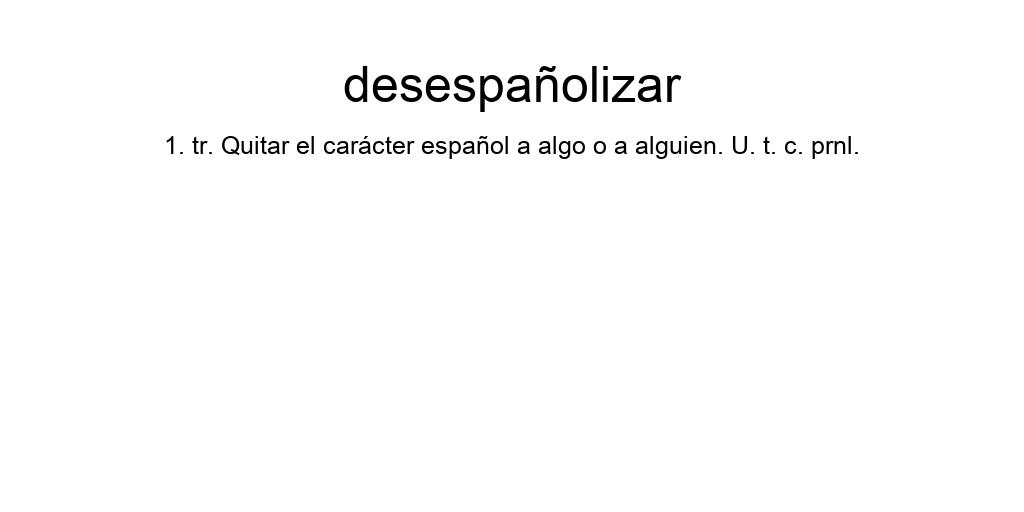 desespañolizar
1. tr. Quitar el carácter español a algo o a alguien. U. t. c. prnl.